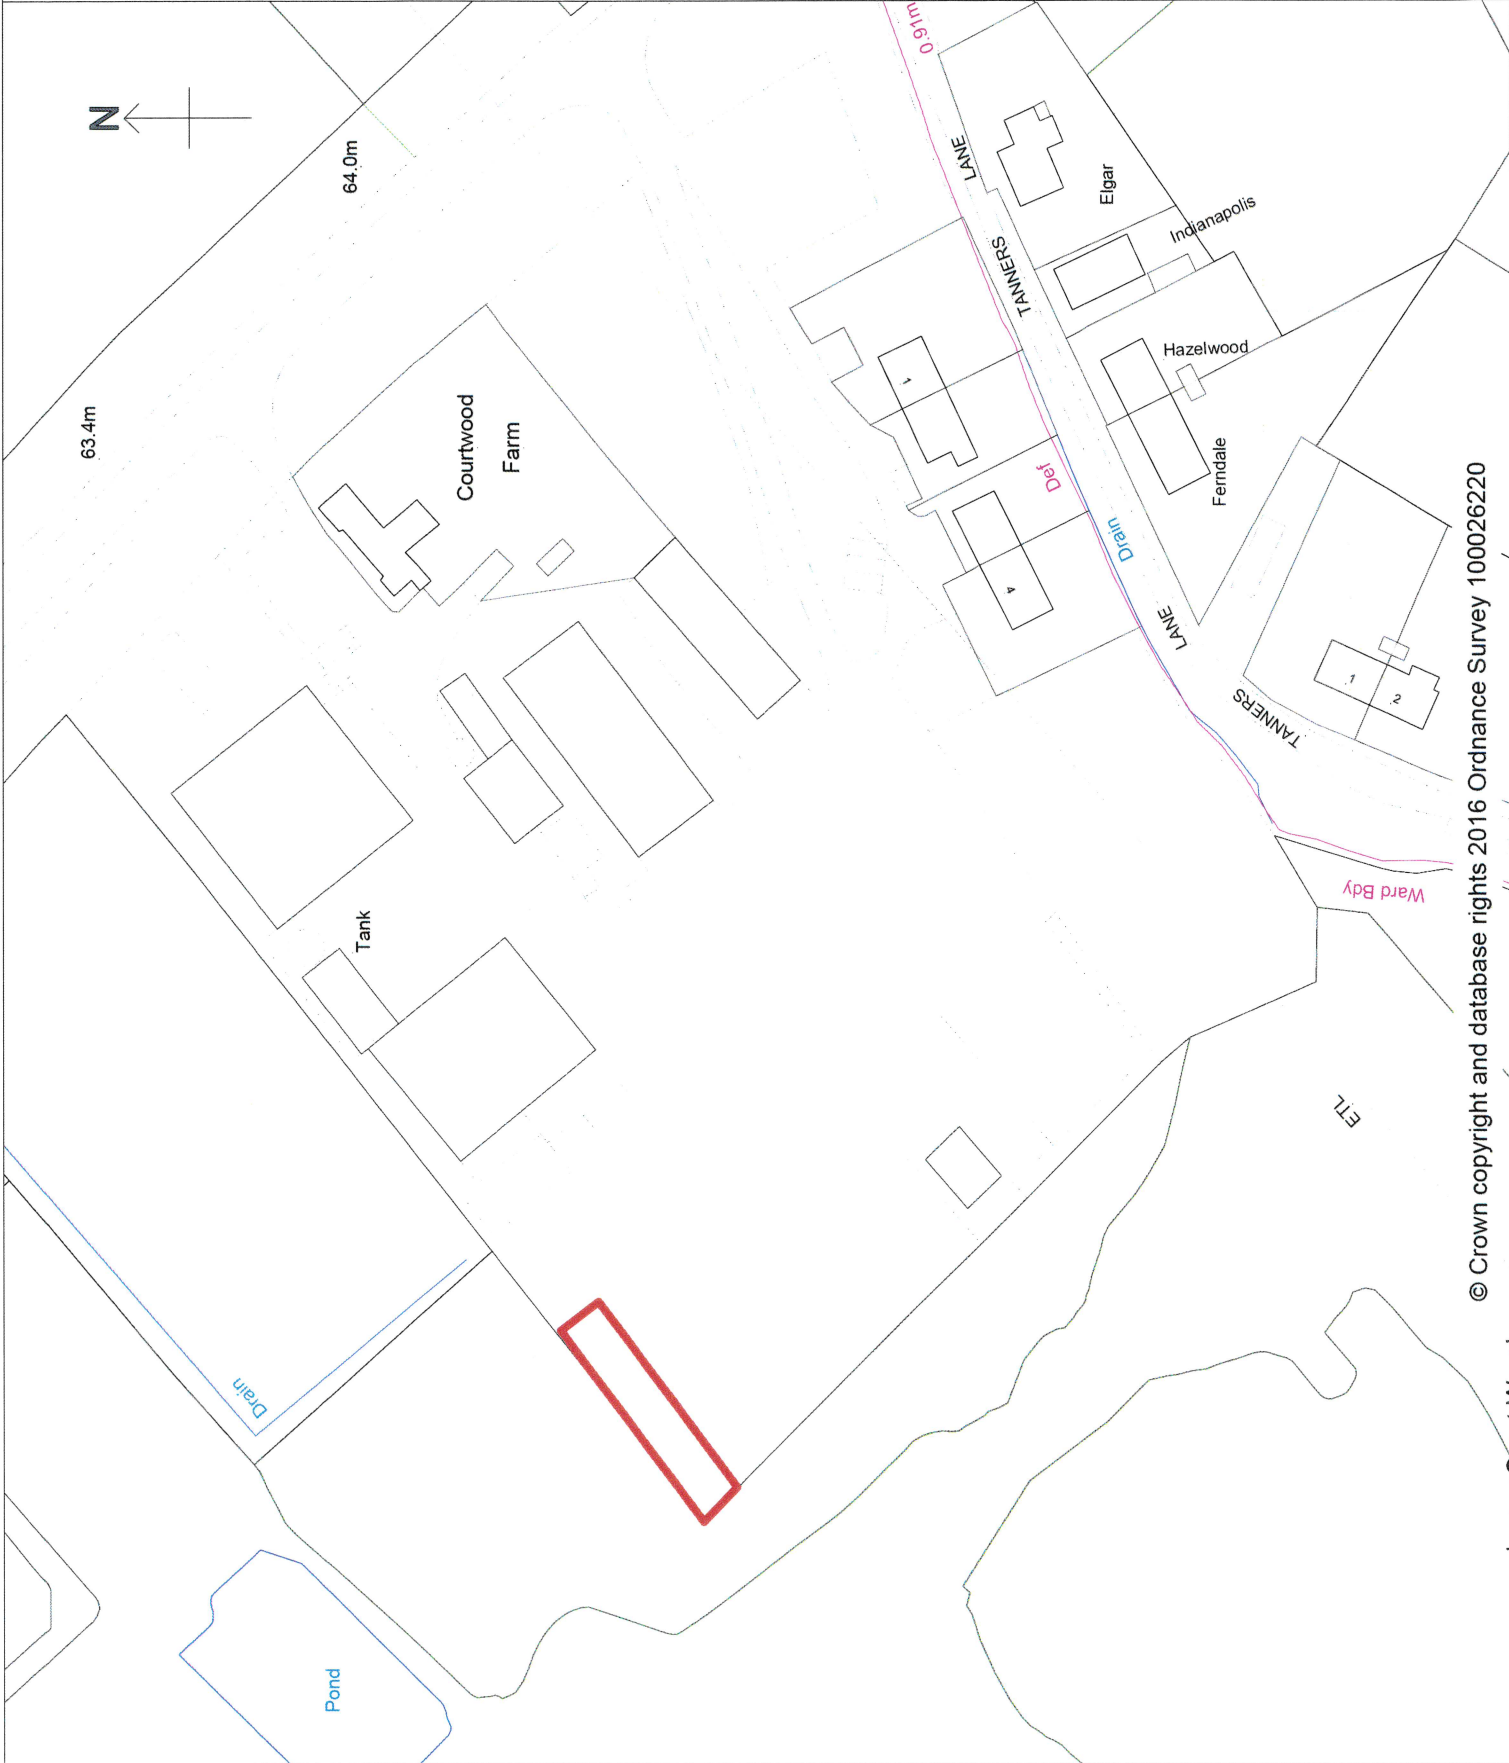 N
64.0m
63.4m
0.91m
TANNERS LANE
Elgar
Indianapolis
Hazelwood
Ferndale
Courtwood
Farm
1
4
Def
Drain
TANNERS LANE
1
2
Tank
Ward Bdy
ETL
Drain
Pond
© Crown copyright and database rights 2016 Ordnance Survey 100026220